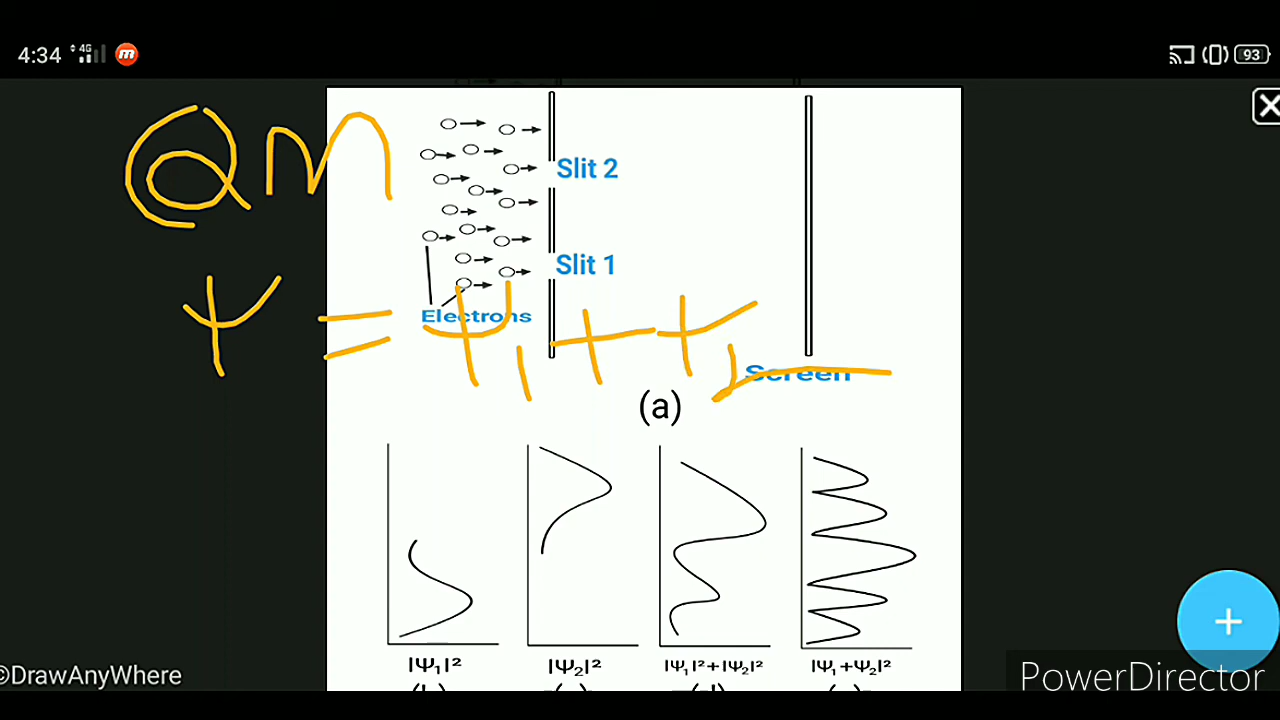 4:34 4G m 93
QM
Slit 2
Slit 1
Electrons
Ψ = Ψ1 + Ψ2
Screen
(a)
|Ψ₁|² |Ψ₂|² |Ψ₁|²+|Ψ₂|² |Ψ₁+Ψ₂|²
©DrawAnyWhere
PowerDirector